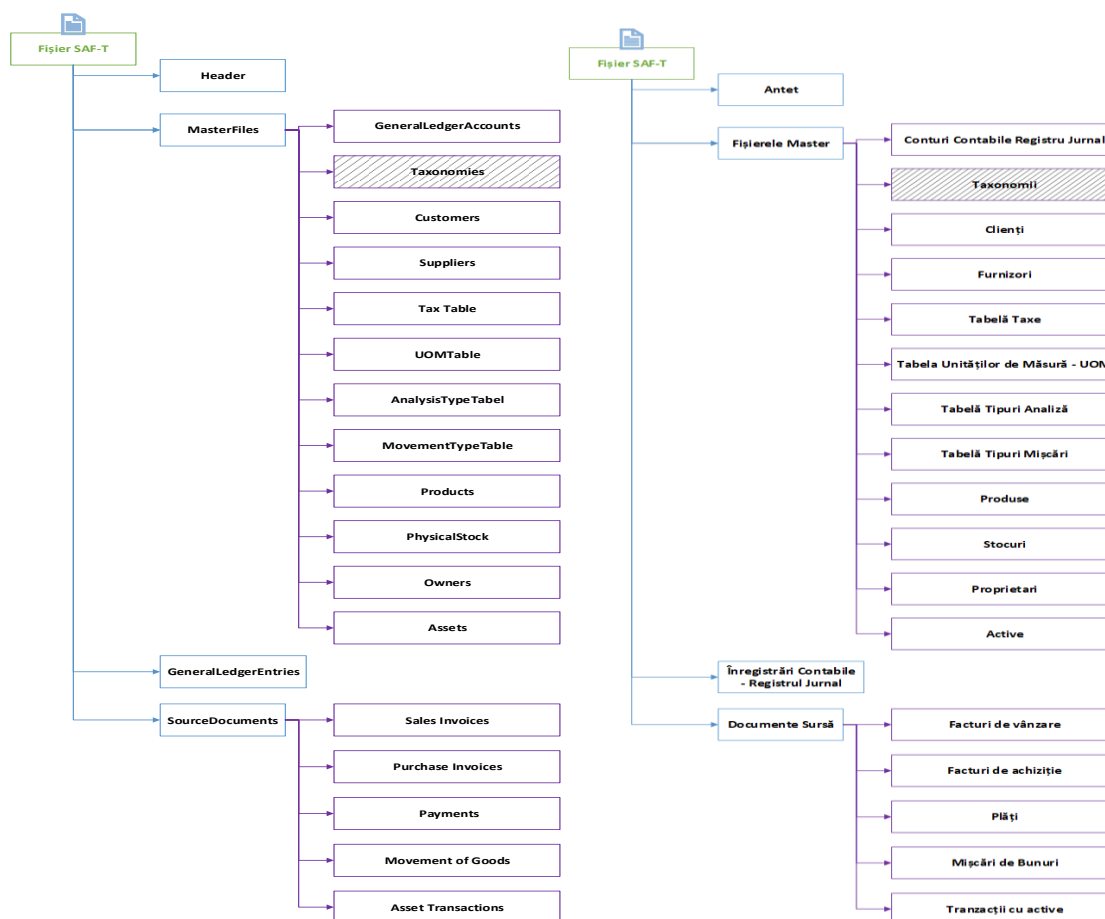 Fișier SAF-T
Header
MasterFiles
GeneralLedgerAccounts
Taxonomies
Customers
Suppliers
Tax Table
UOMTable
AnalysisTypeTabel
MovementTypeTable
Products
PhysicalStock
Owners
Assets
GeneralLedgerEntries
SourceDocuments
Sales Invoices
Purchase Invoices
Payments
Movement of Goods
Asset Transactions
Fișier SAF-T
Antet
Fișierele Master
Conturi Contabile Registru Jurnal
Taxonomii
Clienți
Furnizori
Tabelă Taxe
Tabela Unităților de Măsură - UOM
Tabelă Tipuri Analiză
Tabelă Tipuri Mișcări
Produse
Stocuri
Proprietari
Active
Înregistrări Contabile
- Registrul Jurnal
Documente Sursă
Facturi de vânzare
Facturi de achiziție
Plăți
Mișcări de Bunuri
Tranzacții cu active